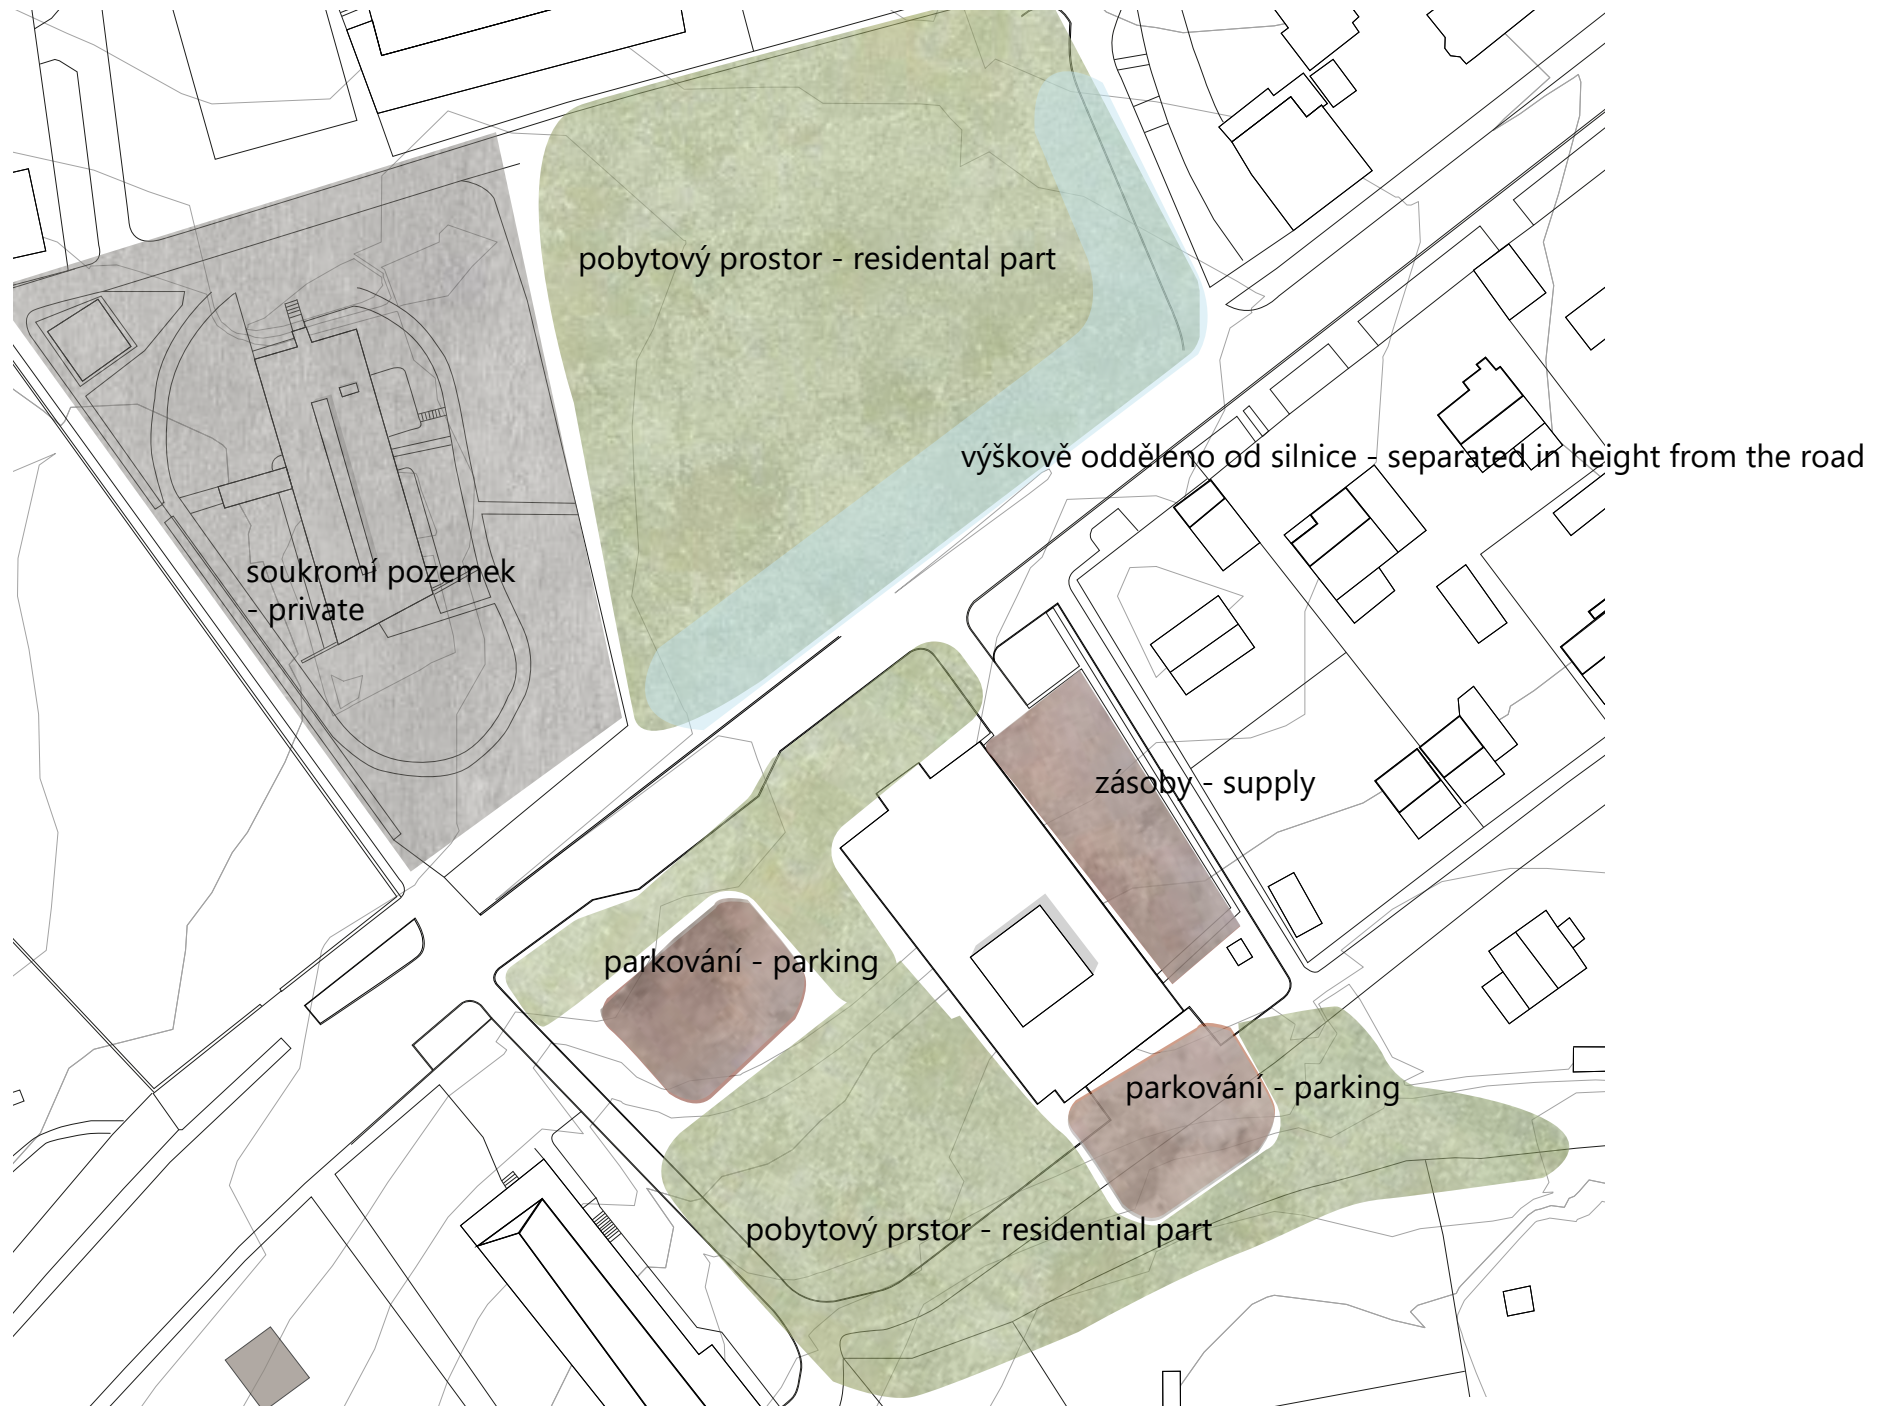 pobytový prostor - residental part
výškově odděleno od silnice - separated in height from the road
soukromí pozemek
- private
zásoby - supply
parkování - parking
parkování - parking
pobytový prstor - residential part